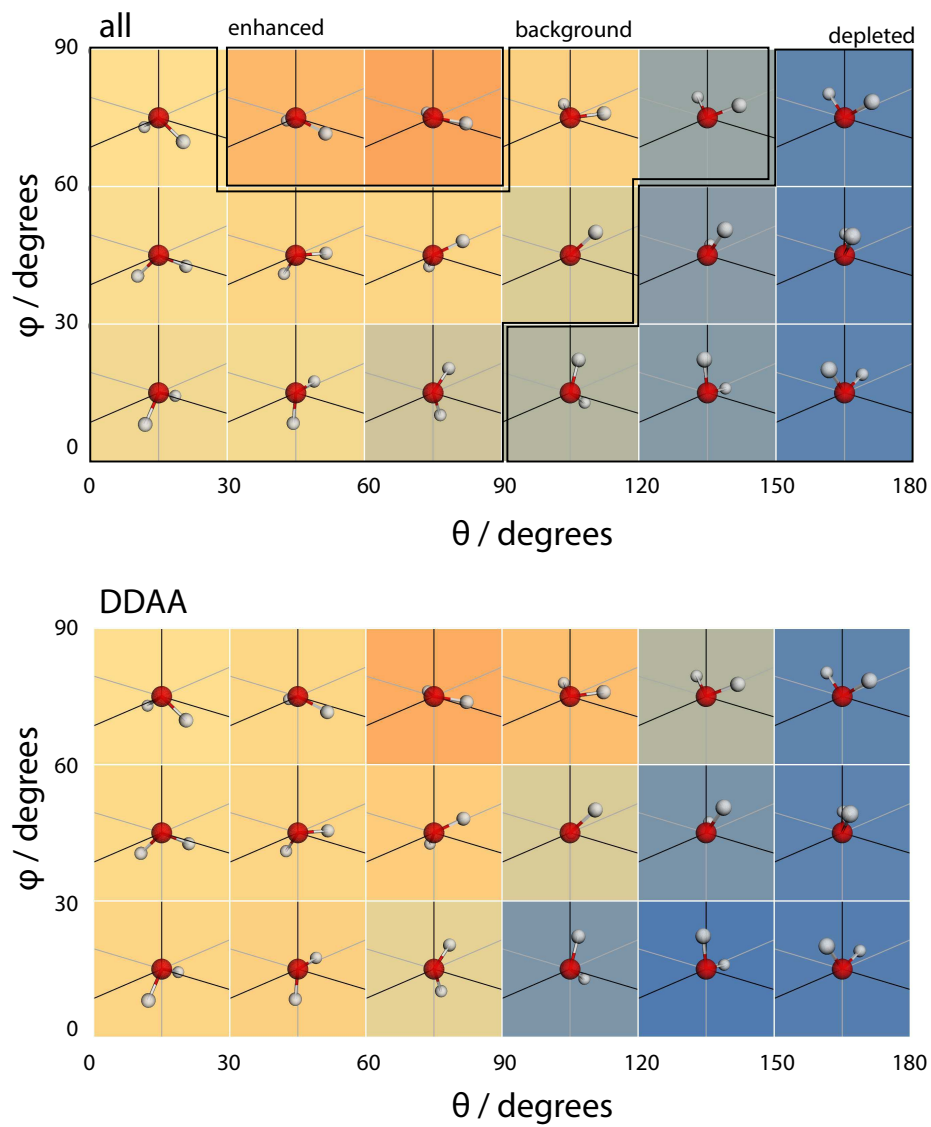 all
enhanced
background
depleted
90
60
30
0
φ / degrees
0 30 60 90 120 150 180
θ / degrees
DDAA
90
60
30
0
φ / degrees
0 30 60 90 120 150 180
θ / degrees